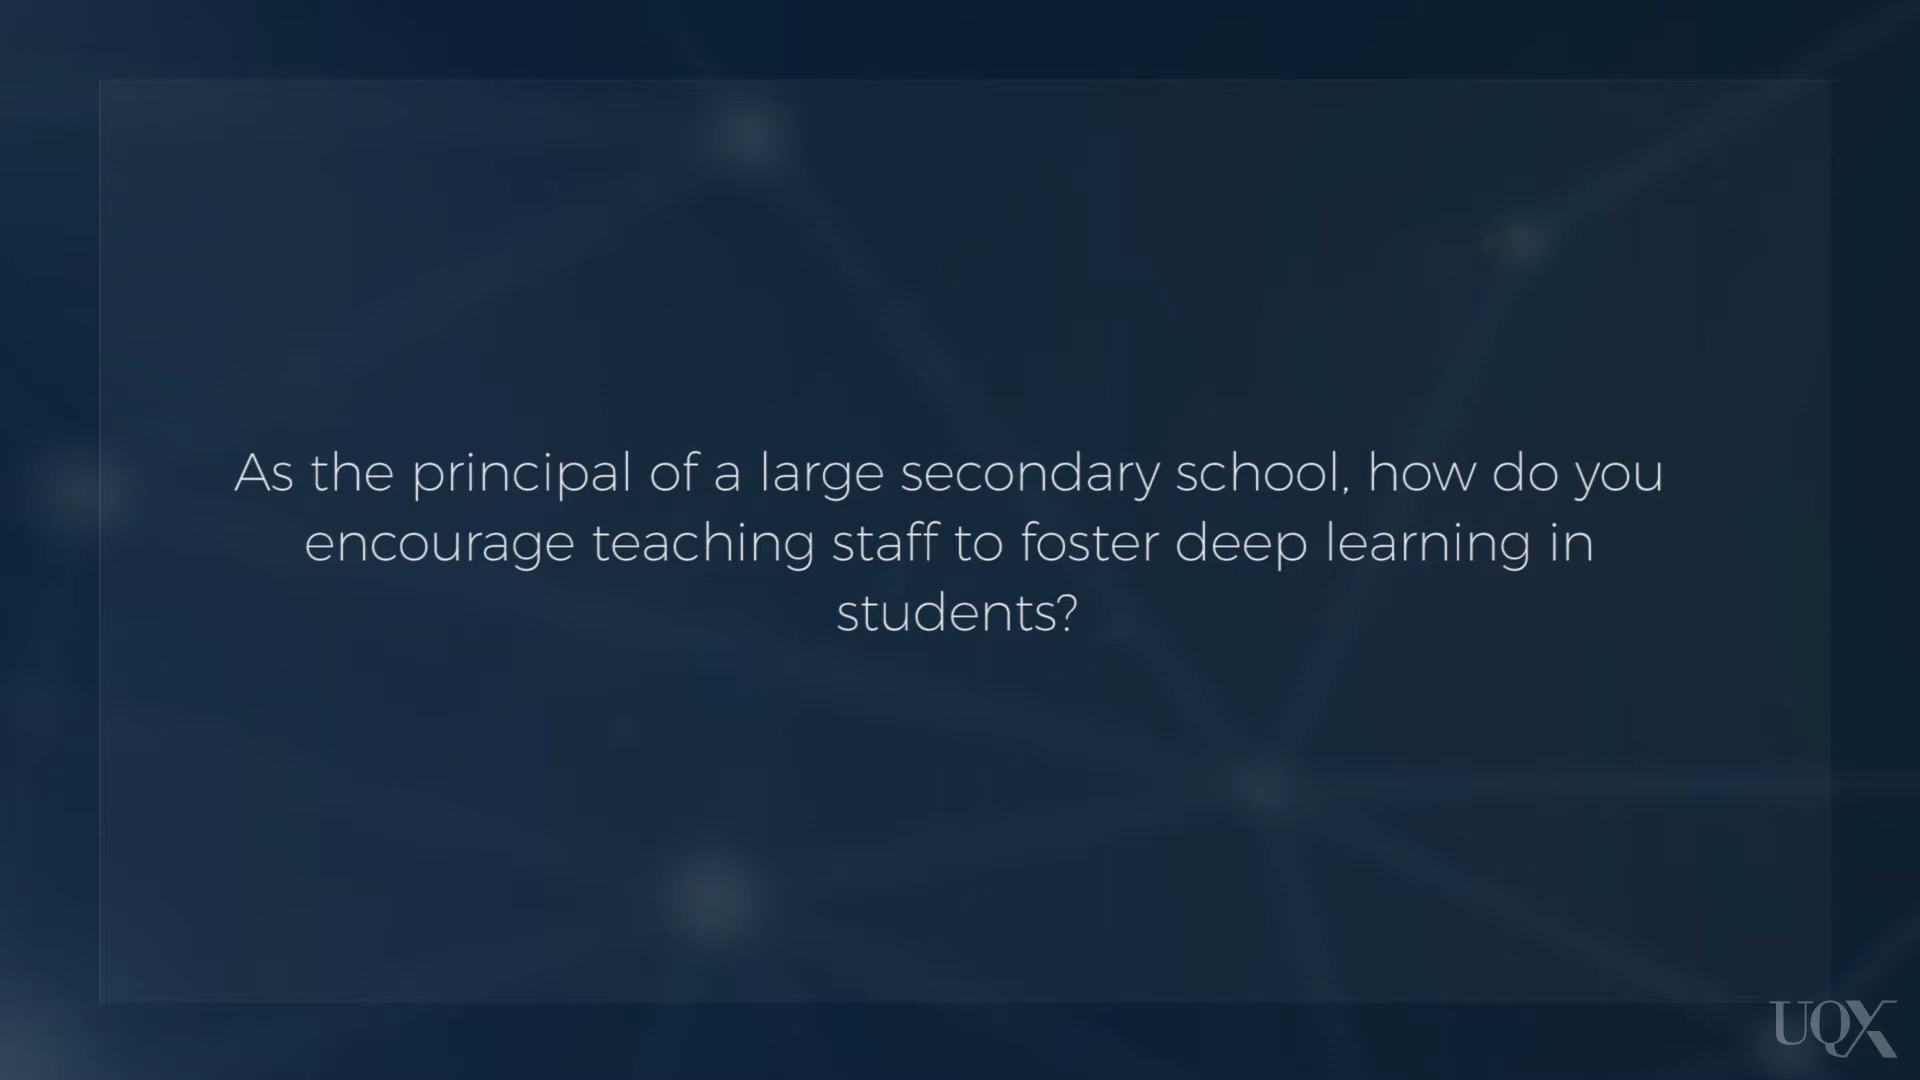 As the principal of a large secondary school, how do you
encourage teaching staff to foster deep learning in
students?
UQX